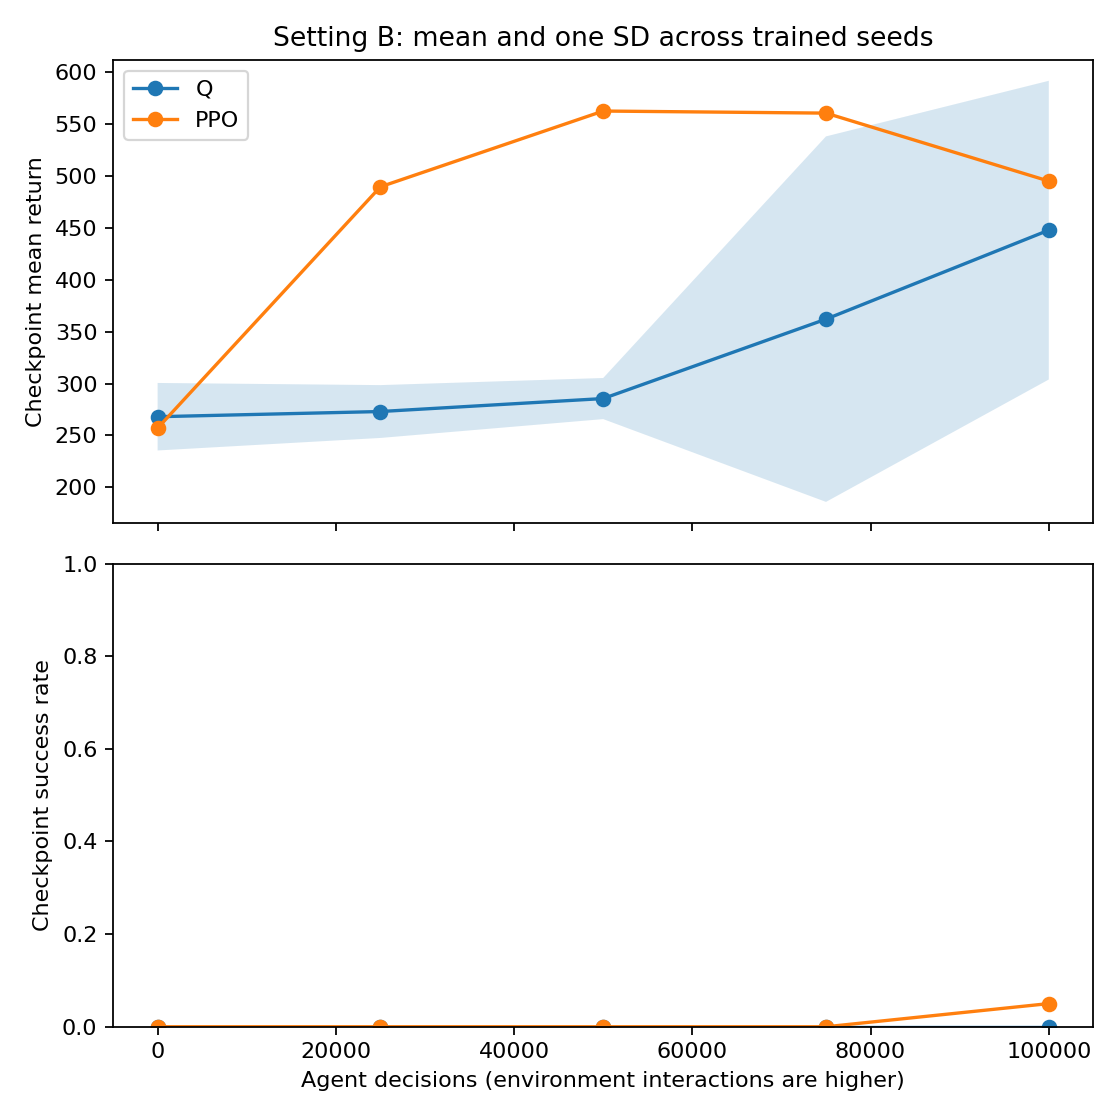 Setting B: mean and one SD across trained seeds
Q
PPO
Checkpoint mean return
600
550
500
450
400
350
300
250
200
Checkpoint success rate
1.0
0.8
0.6
0.4
0.2
0.0
0 20000 40000 60000 80000 100000
Agent decisions (environment interactions are higher)